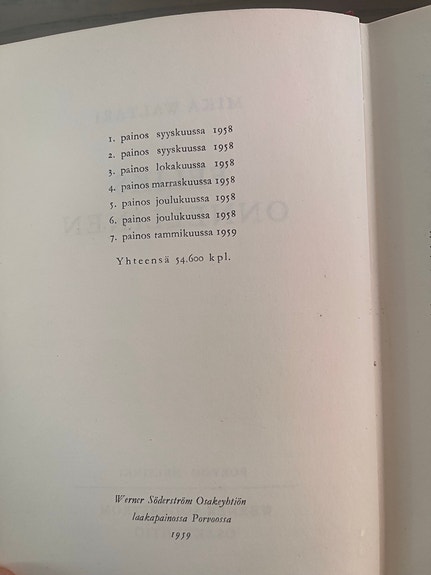 1. painos syyskuussa 1958
2. painos syyskuussa 1958
3. painos lokakuussa 1958
4. painos marraskuussa 1958
5. painos joulukuussa 1958
6. painos joulukuussa 1958
7. painos tammikuussa 1959
Yhteensä 54.600 kpl.
Werner Söderström Osakeyhtiön
laakapainossa Porvoossa
1959